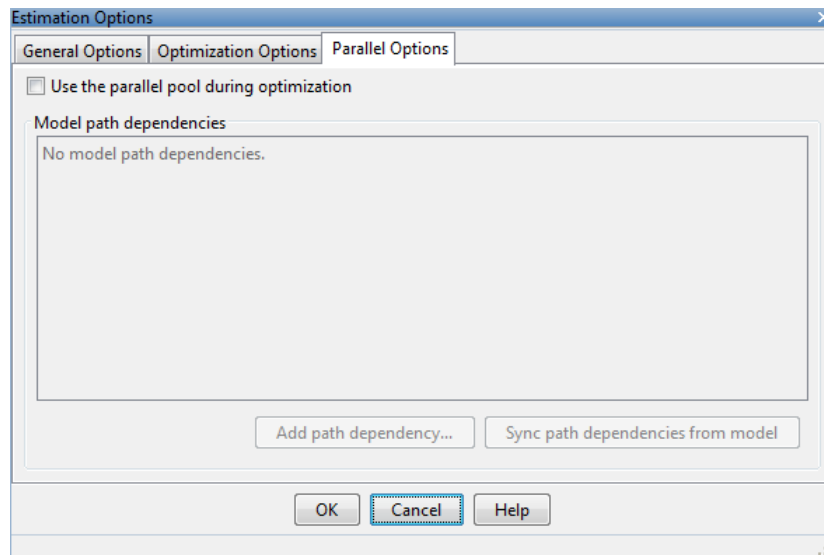 Estimation Options
General Options Optimization Options Parallel Options
Use the parallel pool during optimization
Model path dependencies
No model path dependencies.
Add path dependency... Sync path dependencies from model
OK Cancel Help